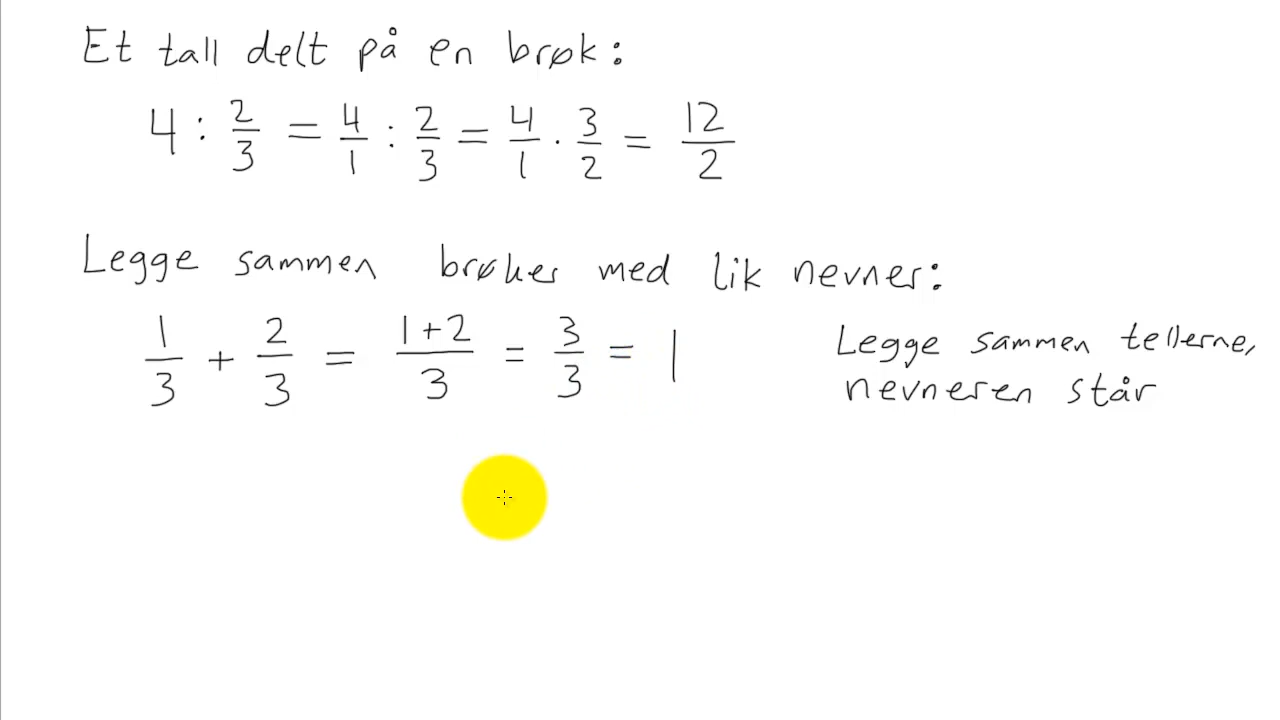 Et tall delt på en brøk:
4 : 2/3 = 4/1 : 2/3 = 4/1 · 3/2 = 12/2
Legge sammen brøker med lik nevner:
1/3 + 2/3 = (1+2)/3 = 3/3 = 1
Legge sammen tellerne,
nevneren står